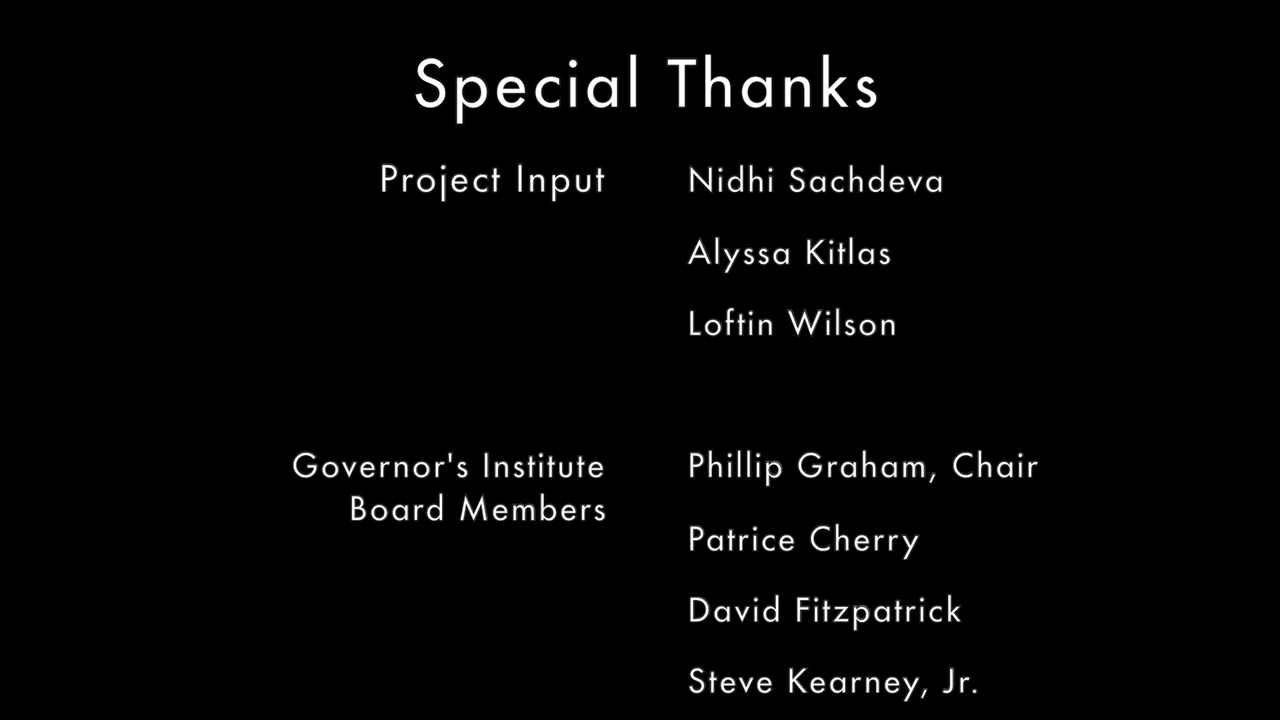 Special Thanks
Project Input Nidhi Sachdeva
Alyssa Kitlas
Loftin Wilson
Governor's Institute Phillip Graham, Chair
Board Members
Patrice Cherry
David Fitzpatrick
Steve Kearney, Jr.